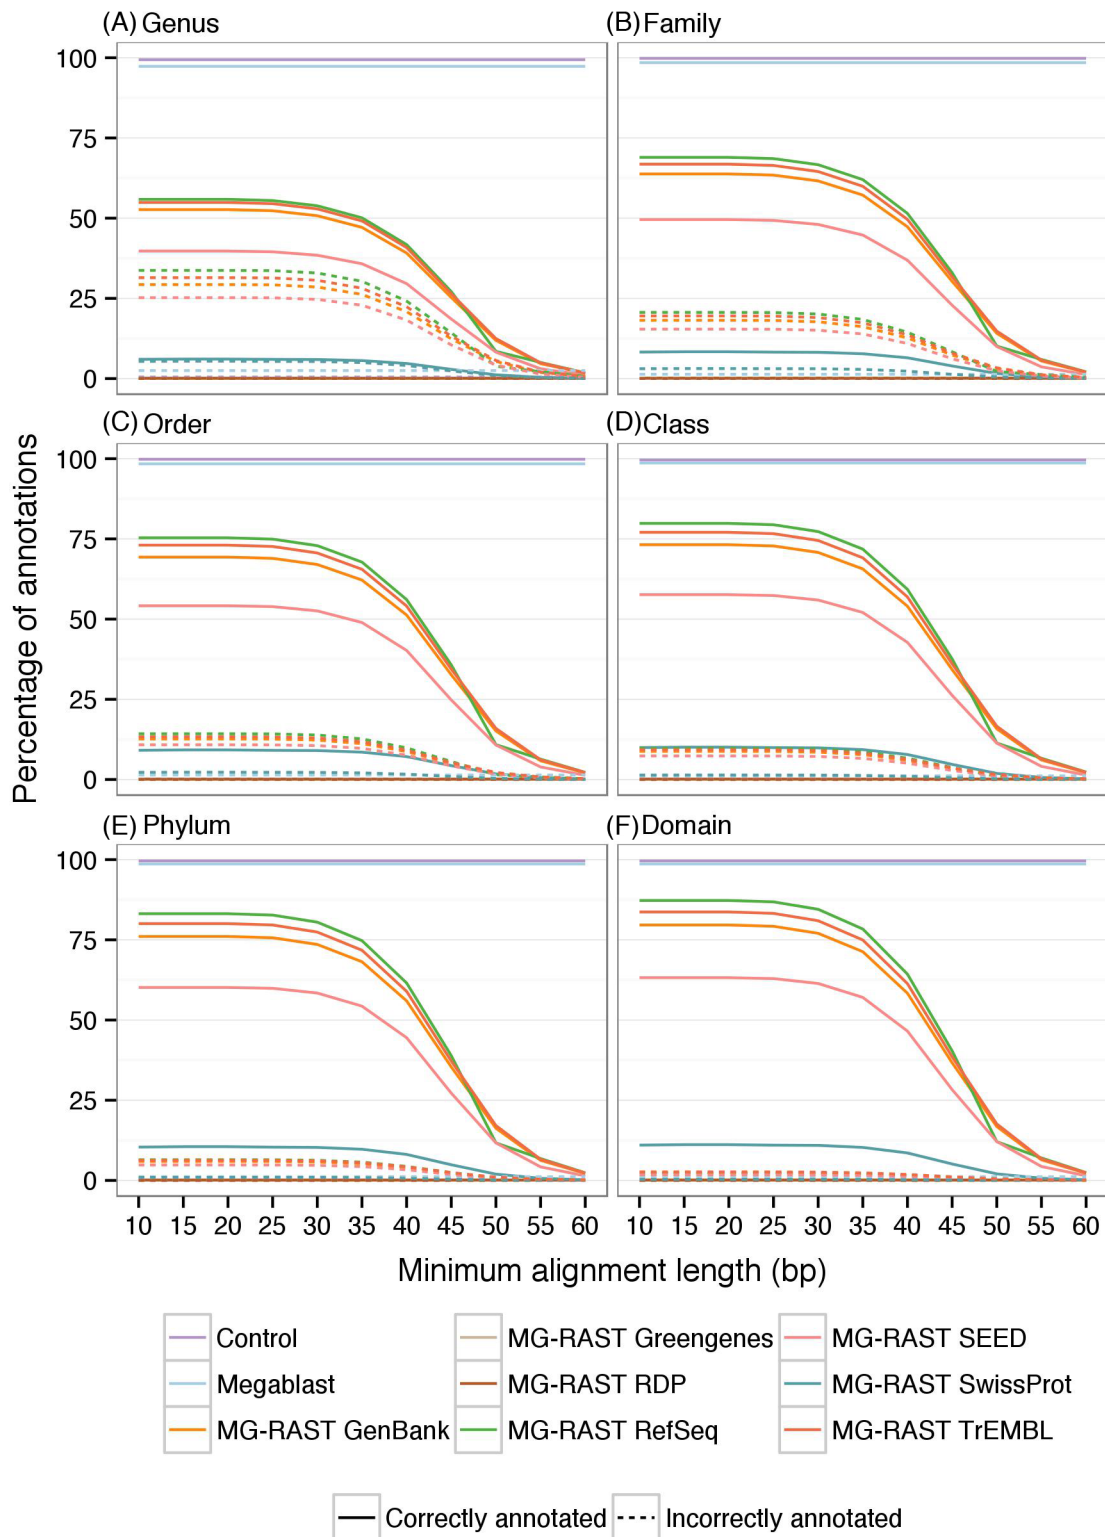 (A) Genus
(B) Family
100
75
50
25
0
(C) Order
(D) Class
100
75
50
25
0
Percentage of annotations
(E) Phylum
(F) Domain
100
75
50
25
0
10 15 20 25 30 35 40 45 50 55 60
10 15 20 25 30 35 40 45 50 55 60
Minimum alignment length (bp)
Control
MG-RAST Greengenes
MG-RAST SEED
Megablast
MG-RAST RDP
MG-RAST SwissProt
MG-RAST GenBank
MG-RAST RefSeq
MG-RAST TrEMBL
Correctly annotated
Incorrectly annotated